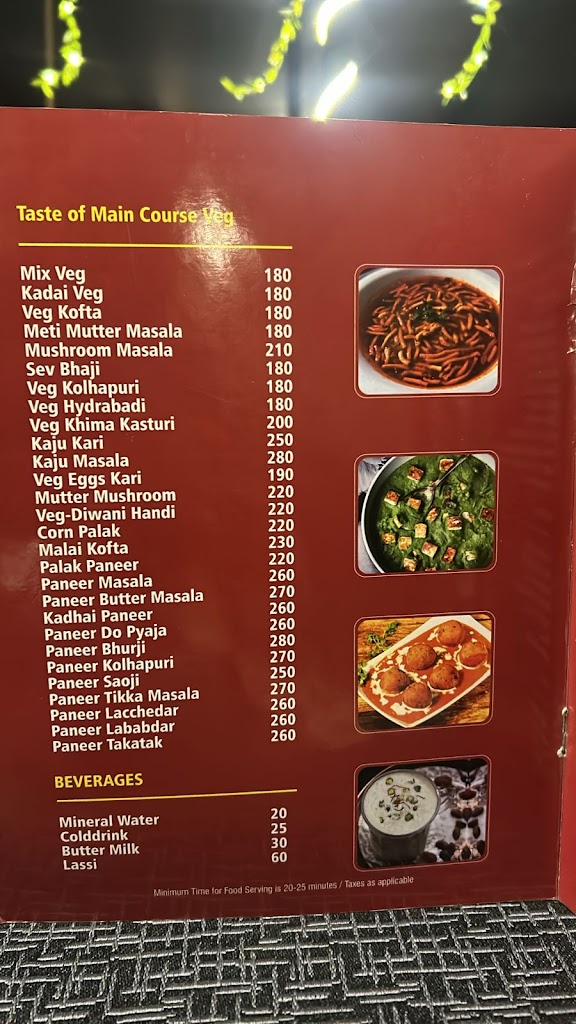 Taste of Main Course Veg
Mix Veg 180
Kadai Veg 180
Veg Kofta 180
Meti Mutter Masala 180
Mushroom Masala 210
Sev Bhaji 180
Veg Kolhapuri 180
Veg Hydrabadi 180
Veg Khima Kasturi 200
Kaju Kari 250
Kaju Masala 280
Veg Eggs Kari 190
Mutter Mushroom 220
Veg-Diwani Handi 220
Corn Palak 220
Malai Kofta 230
Palak Paneer 220
Paneer Masala 260
Paneer Butter Masala 270
Kadhai Paneer 260
Paneer Do Pyaja 260
Paneer Bhurji 280
Paneer Kolhapuri 270
Paneer Saoji 250
Paneer Tikka Masala 270
Paneer Lacchedar 260
Paneer Lababdar 260
Paneer Takatak 260
BEVERAGES
Mineral Water 20
Colddrink 25
Butter Milk 30
Lassi 60
Minimum Time for Food Serving is 20-25 minutes / Taxes as applicable